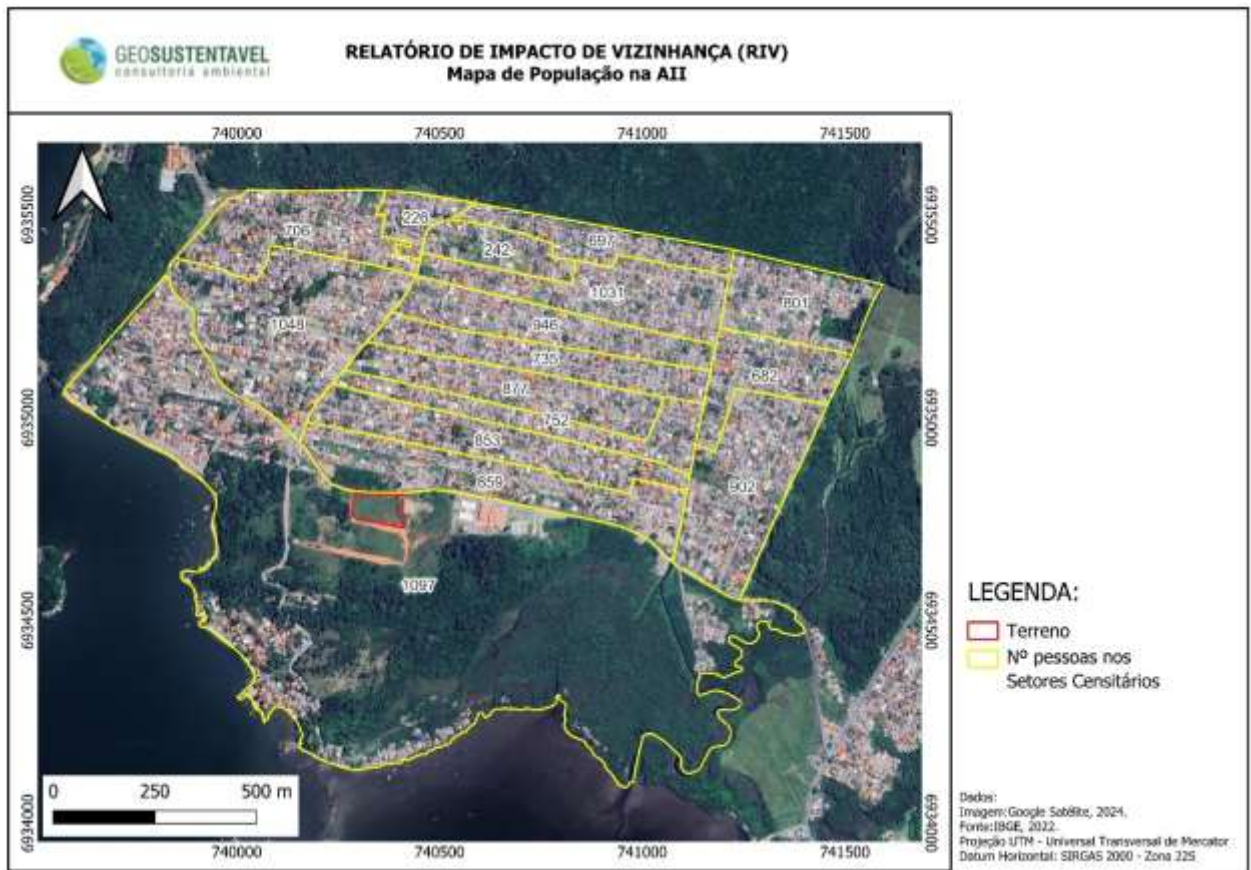 GEOSUSTENTAVEL
consultoria ambiental
RELATÓRIO DE IMPACTO DE VIZINHANÇA (RIV)
Mapa de População na AII
740000 740500 741000 741500
6935500
6935500
228
706
697
242
1031
801
1048
946
735
682
877
6935000
6935000
752
853
859
902
1097
6934500
6934500
0 250 500 m
6934000
6934000
740000 740500 741000 741500
LEGENDA:
Terreno
Nº pessoas nos
Setores Censitários
Dados:
Imagem:Google Satélite, 2024.
Fonte:IBGE, 2022.
Projeção UTM - Universal Transversal de Mercator
Datum Horizontal: SIRGAS 2000 - Zona 22S